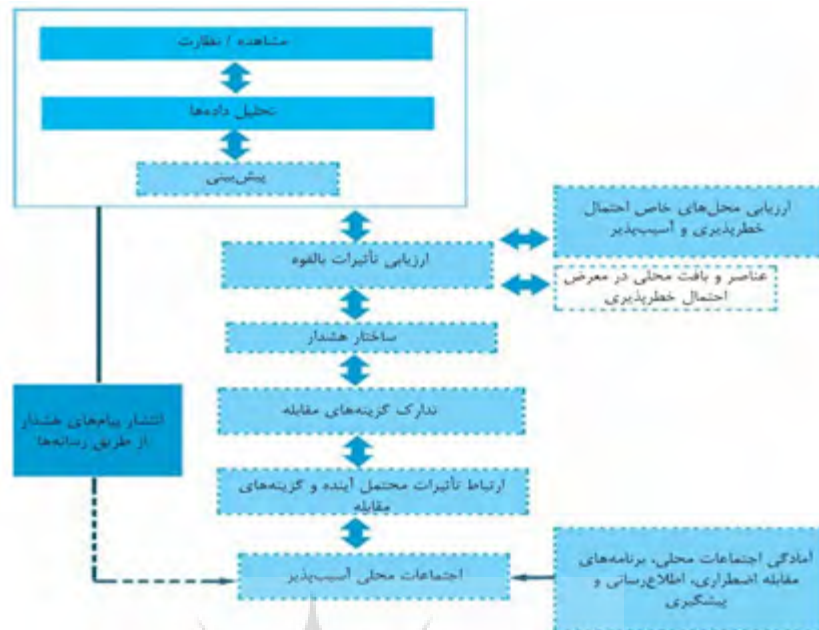 مشاهده / نظارت
تحلیل داده‌ها
پیش‌بینی
ارزیابی محل‌های خاص احتمال
خطرپذیری و آسیب‌پذیر
ارزیابی تأثیرات بالقوه
عناصر و بافت محلی در معرض
احتمال خطرپذیری
ساختار هشدار
تدارک گزینه‌های مقابله
انتشار پیام‌های هشدار
از طریق رسانه‌ها
ارتباط تأثیرات محتمل آینده و گزینه‌های
مقابله
اجتماعات محلی آسیب‌پذیر
آمادگی اجتماعات محلی، برنامه‌های
مقابله اضطراری، اطلاع‌رسانی و
پیشگیری